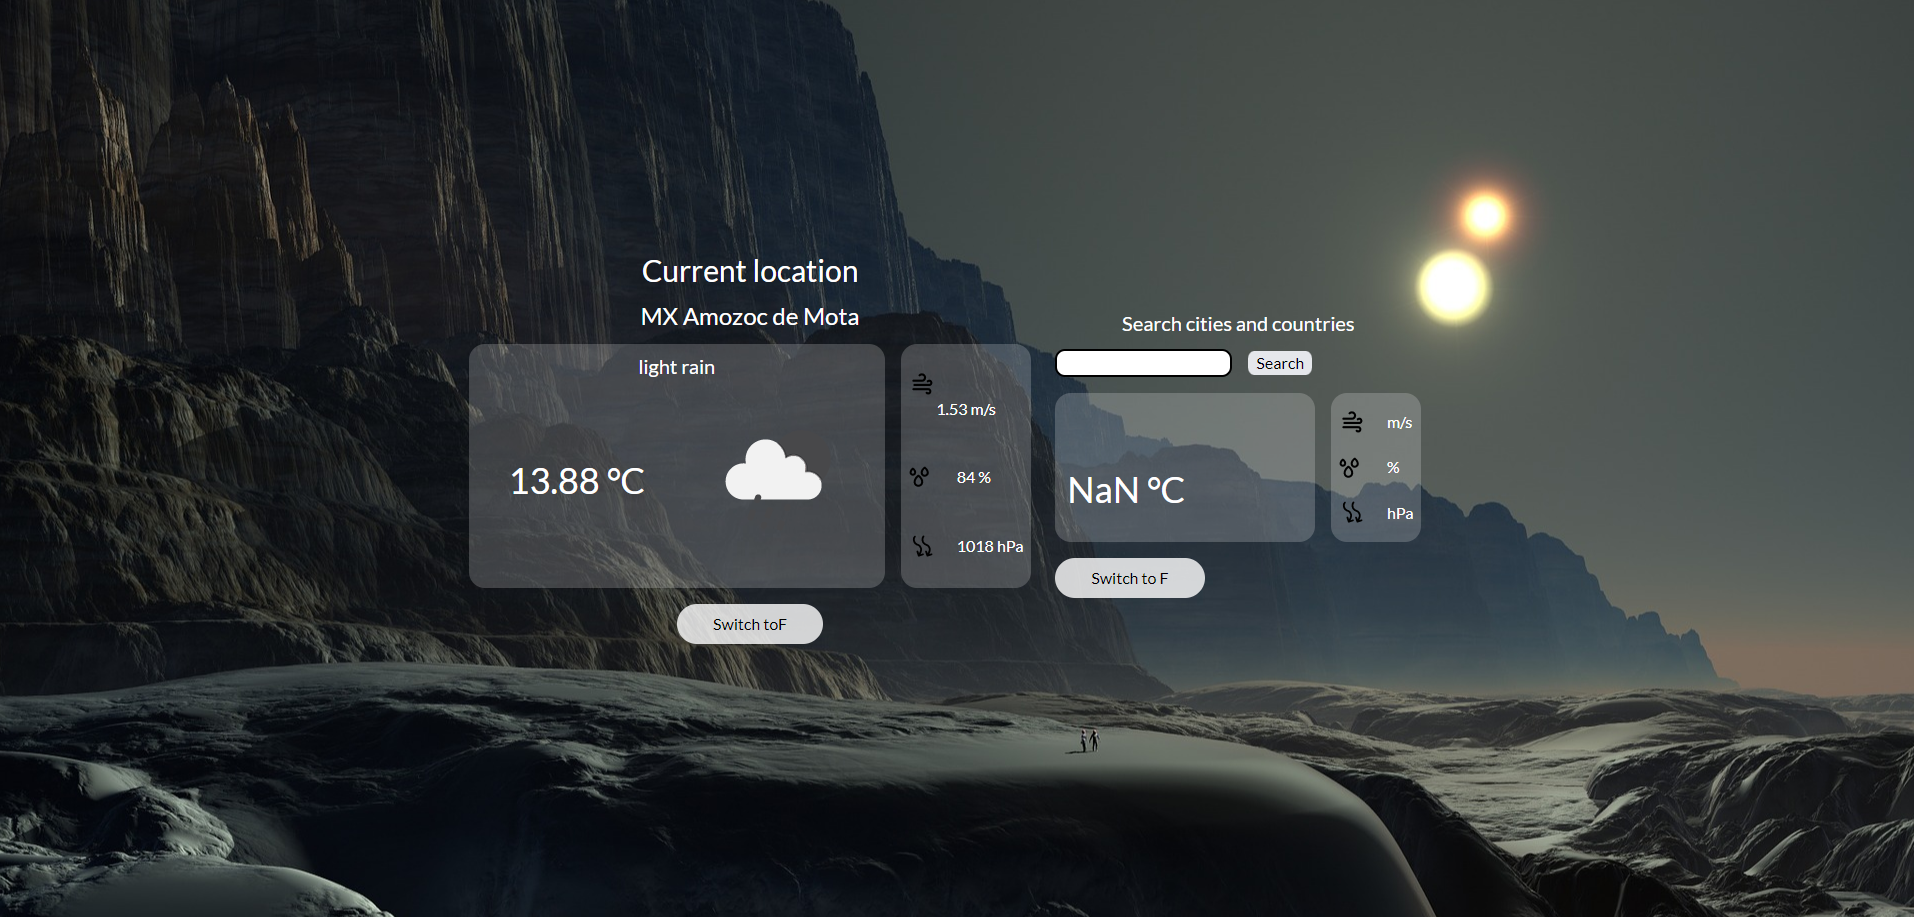 Current location
MX Amozoc de Mota
light rain
13.88 °C
1.53 m/s
84 %
1018 hPa
Switch toF
Search cities and countries
Search
NaN °C
m/s
%
hPa
Switch to F